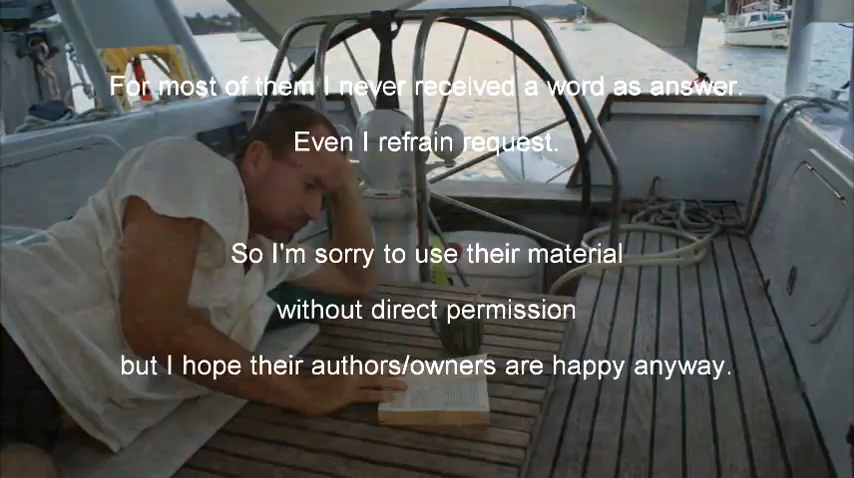 For most of them I never received a word as answer.
Even I refrain request.
So I'm sorry to use their material
without direct permission
but I hope their authors/owners are happy anyway.